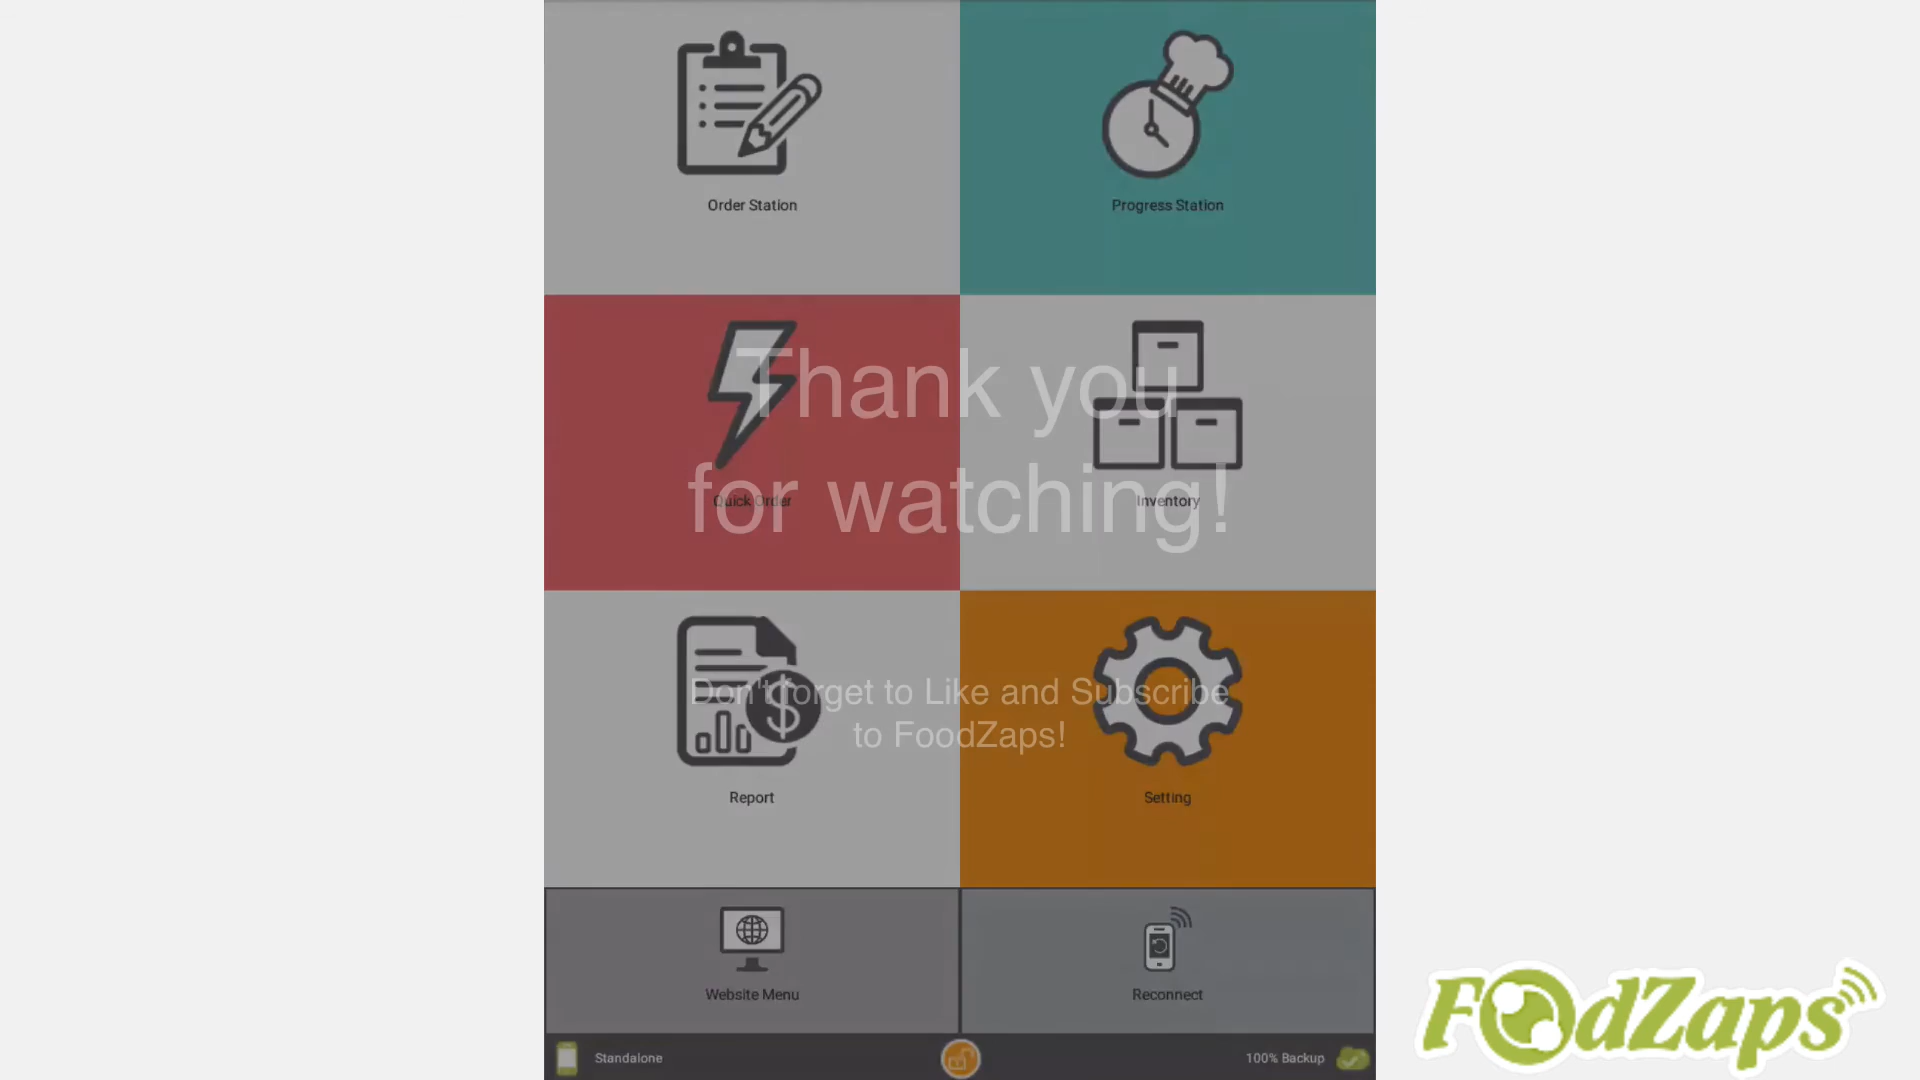 Order Station
Progress Station
Thank you
for watching!
Quick Order
Inventory
Don't forget to Like and Subscribe
to FoodZaps!
Report
Setting
Website Menu
Reconnect
Standalone
100% Backup
FoodZaps